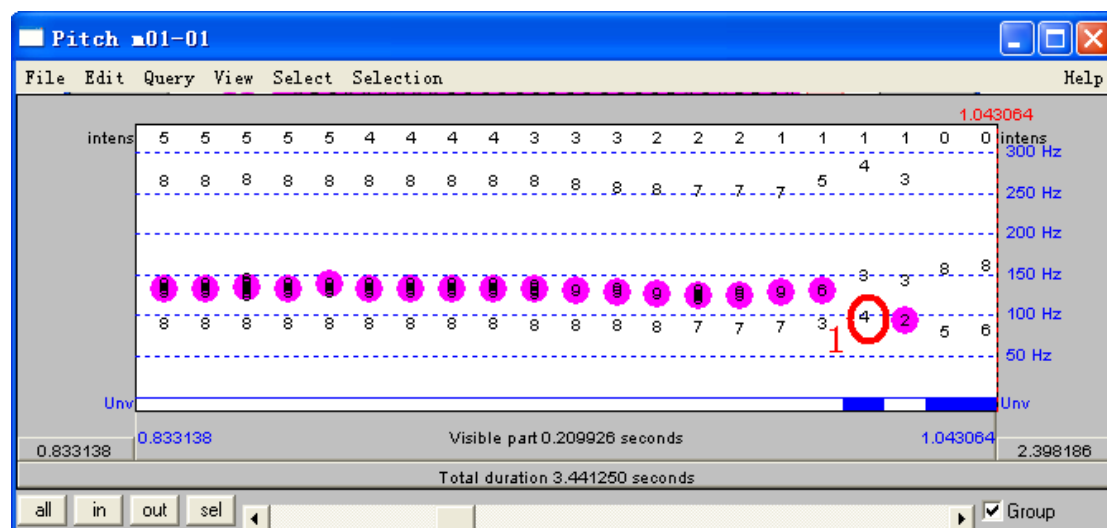 Pitch m01-01
File Edit Query View Select Selection Help
1.043064
intens 5 5 5 5 5 4 4 4 4 3 3 3 2 2 2 1 1 1 1 0 0 intens
300 Hz
4
8 8 8 8 8 8 8 8 8 8 8 8 8 7 7 7 5 3
250 Hz
200 Hz
3 3 8 8
150 Hz
9 9 9 9 6
100 Hz
8 8 8 8 8 8 8 8 8 8 8 8 8 7 7 7 3 4 2 5 6
1
50 Hz
Unv Unv
0.833138 0.833138 Visible part 0.209926 seconds 1.043064 2.398186
Total duration 3.441250 seconds
all in out sel Group